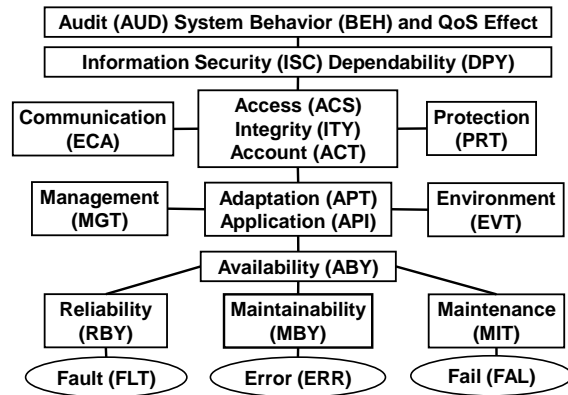 Audit (AUD) System Behavior (BEH) and QoS Effect
Information Security (ISC) Dependability (DPY)
Communication
(ECA)
Access (ACS)
Integrity (ITY)
Account (ACT)
Protection
(PRT)
Management
(MGT)
Adaptation (APT)
Application (API)
Environment
(EVT)
Availability (ABY)
Reliability
(RBY)
Maintainability
(MBY)
Maintenance
(MIT)
Fault (FLT)
Error (ERR)
Fail (FAL)